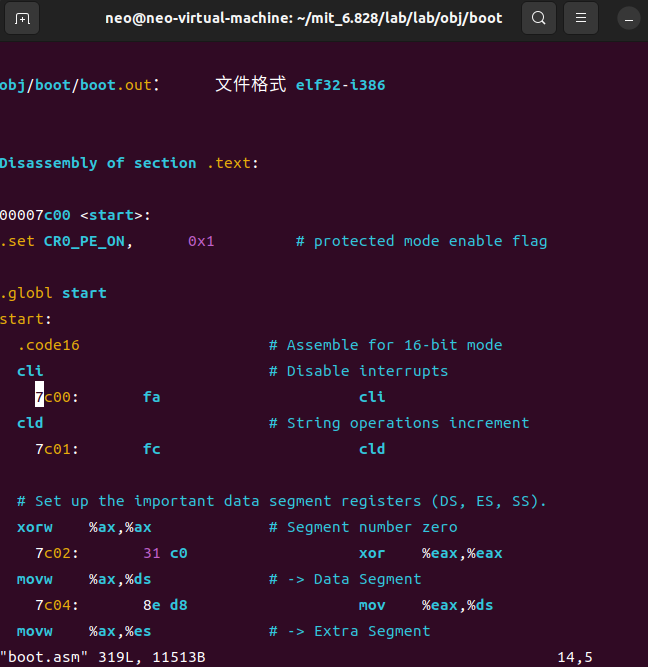 neo@neo-virtual-machine: ~/mit_6.828/lab/lab/obj/boot
obj/boot/boot.out：     文件格式 elf32-i386
Disassembly of section .text:
00007c00 <start>:
.set CR0_PE_ON,      0x1         # protected mode enable flag
.globl start
start:
  .code16                     # Assemble for 16-bit mode
  cli                         # Disable interrupts
    7c00:       fa                      cli
  cld                         # String operations increment
    7c01:       fc                      cld
  # Set up the important data segment registers (DS, ES, SS).
  xorw    %ax,%ax             # Segment number zero
    7c02:       31 c0                   xor    %eax,%eax
  movw    %ax,%ds             # -> Data Segment
    7c04:       8e d8                   mov    %eax,%ds
  movw    %ax,%es             # -> Extra Segment
"boot.asm" 319L, 11513B                                       14,5